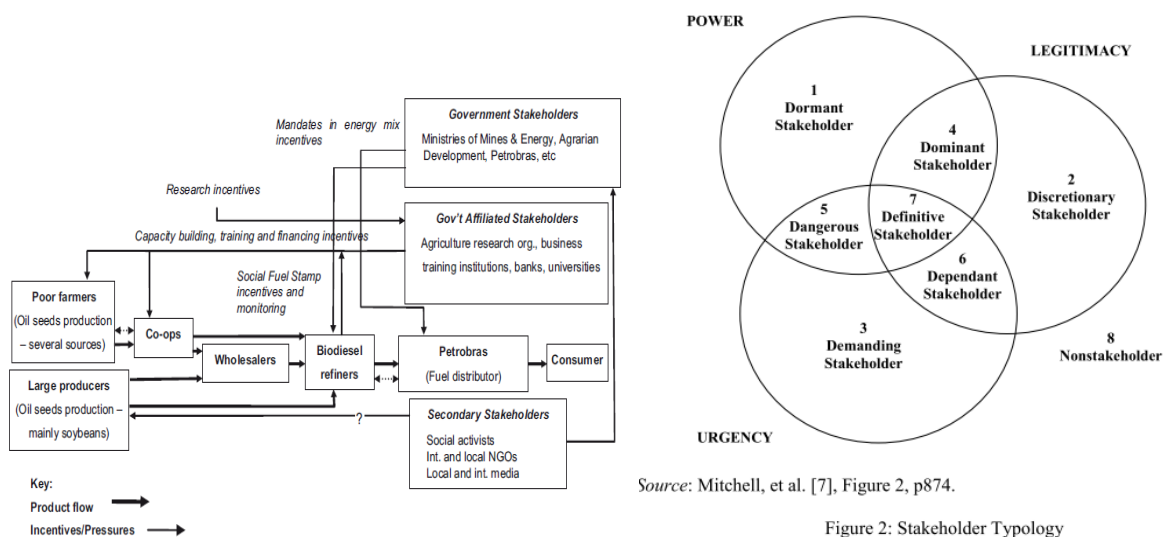 Government Stakeholders
Ministries of Mines & Energy, Agrarian
Development, Petrobras, etc
Mandates in energy mix
incentives
Research incentives
Gov't Affiliated Stakeholders
Agriculture research org., business
training institutions, banks, universities
Capacity building, training and financing incentives
Social Fuel Stamp
incentives and
monitoring
Poor farmers
(Oil seeds production
– several sources)
Co-ops
Wholesalers
Biodiesel
refiners
Petrobras
(Fuel distributor)
Consumer
Large producers
(Oil seeds production –
mainly soybeans)
?
Secondary Stakeholders
Social activists
Int. and local NGOs
Local and int. media
Key:
Product flow
Incentives/Pressures
POWER
LEGITIMACY
1
Dormant
Stakeholder
4
Dominant
Stakeholder
2
Discretionary
Stakeholder
5
Dangerous
Stakeholder
7
Definitive
Stakeholder
6
Dependant
Stakeholder
3
Demanding
Stakeholder
8
Nonstakeholder
URGENCY
Source: Mitchell, et al. [7], Figure 2, p874.
Figure 2: Stakeholder Typology